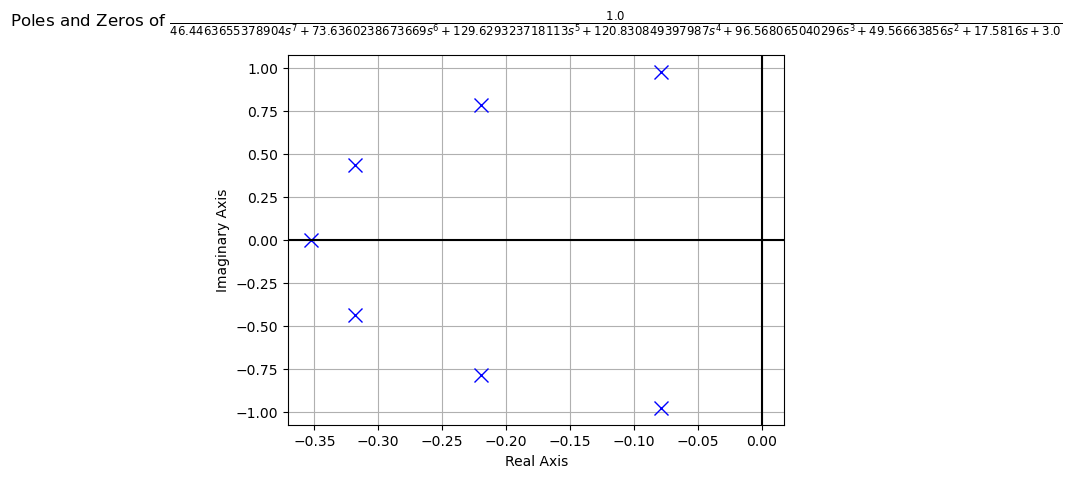 Poles and Zeros of 1.0
46.4463655378904s^7 + 73.6360238673669s^6 + 129.629323718113s^5 + 120.830849397987s^4 + 96.568065040296s^3 + 49.56663856s^2 + 17.5816s + 3.0
1.00
0.75
0.50
0.25
0.00
−0.25
−0.50
−0.75
−1.00
Imaginary Axis
−0.35 −0.30 −0.25 −0.20 −0.15 −0.10 −0.05 0.00
Real Axis